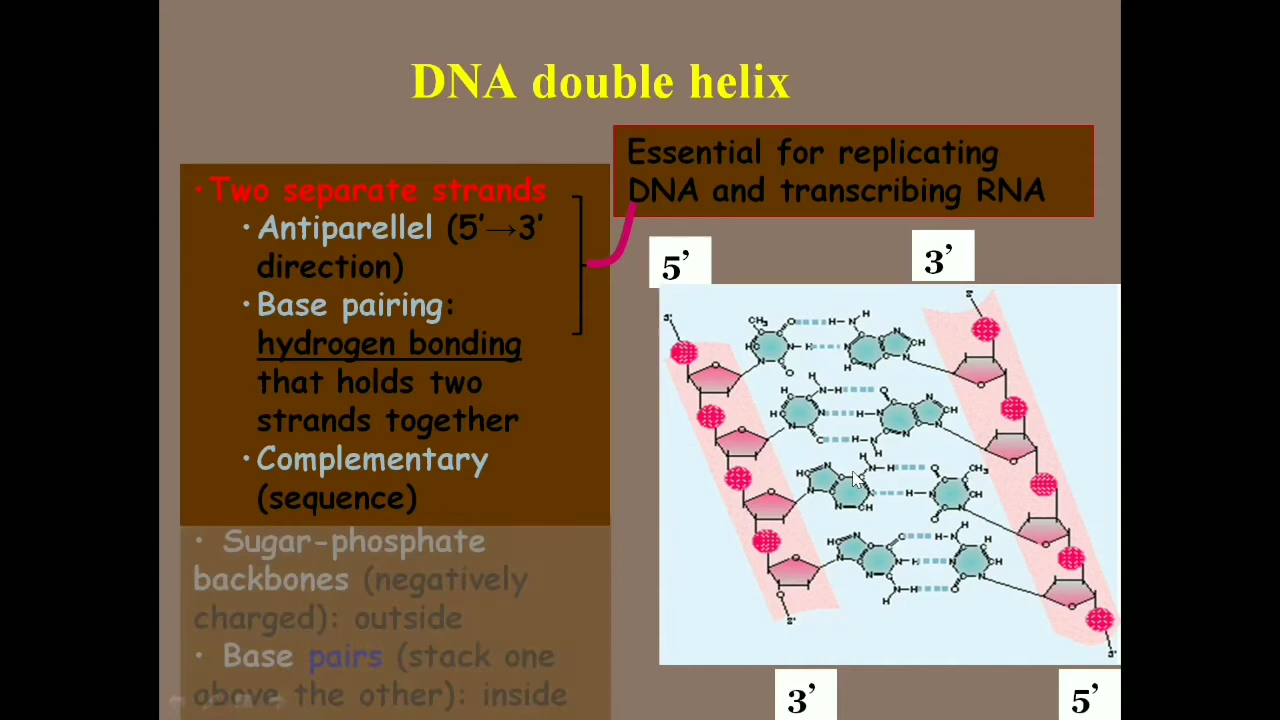 DNA double helix
Essential for replicating
DNA and transcribing RNA
• Two separate strands
• Antiparellel (5’→3’
direction)
• Base pairing:
hydrogen bonding
that holds two
strands together
• Complementary
(sequence)
• Sugar-phosphate
backbones (negatively
charged): outside
• Base pairs (stack one
above the other): inside
5’
3’
3’
5’